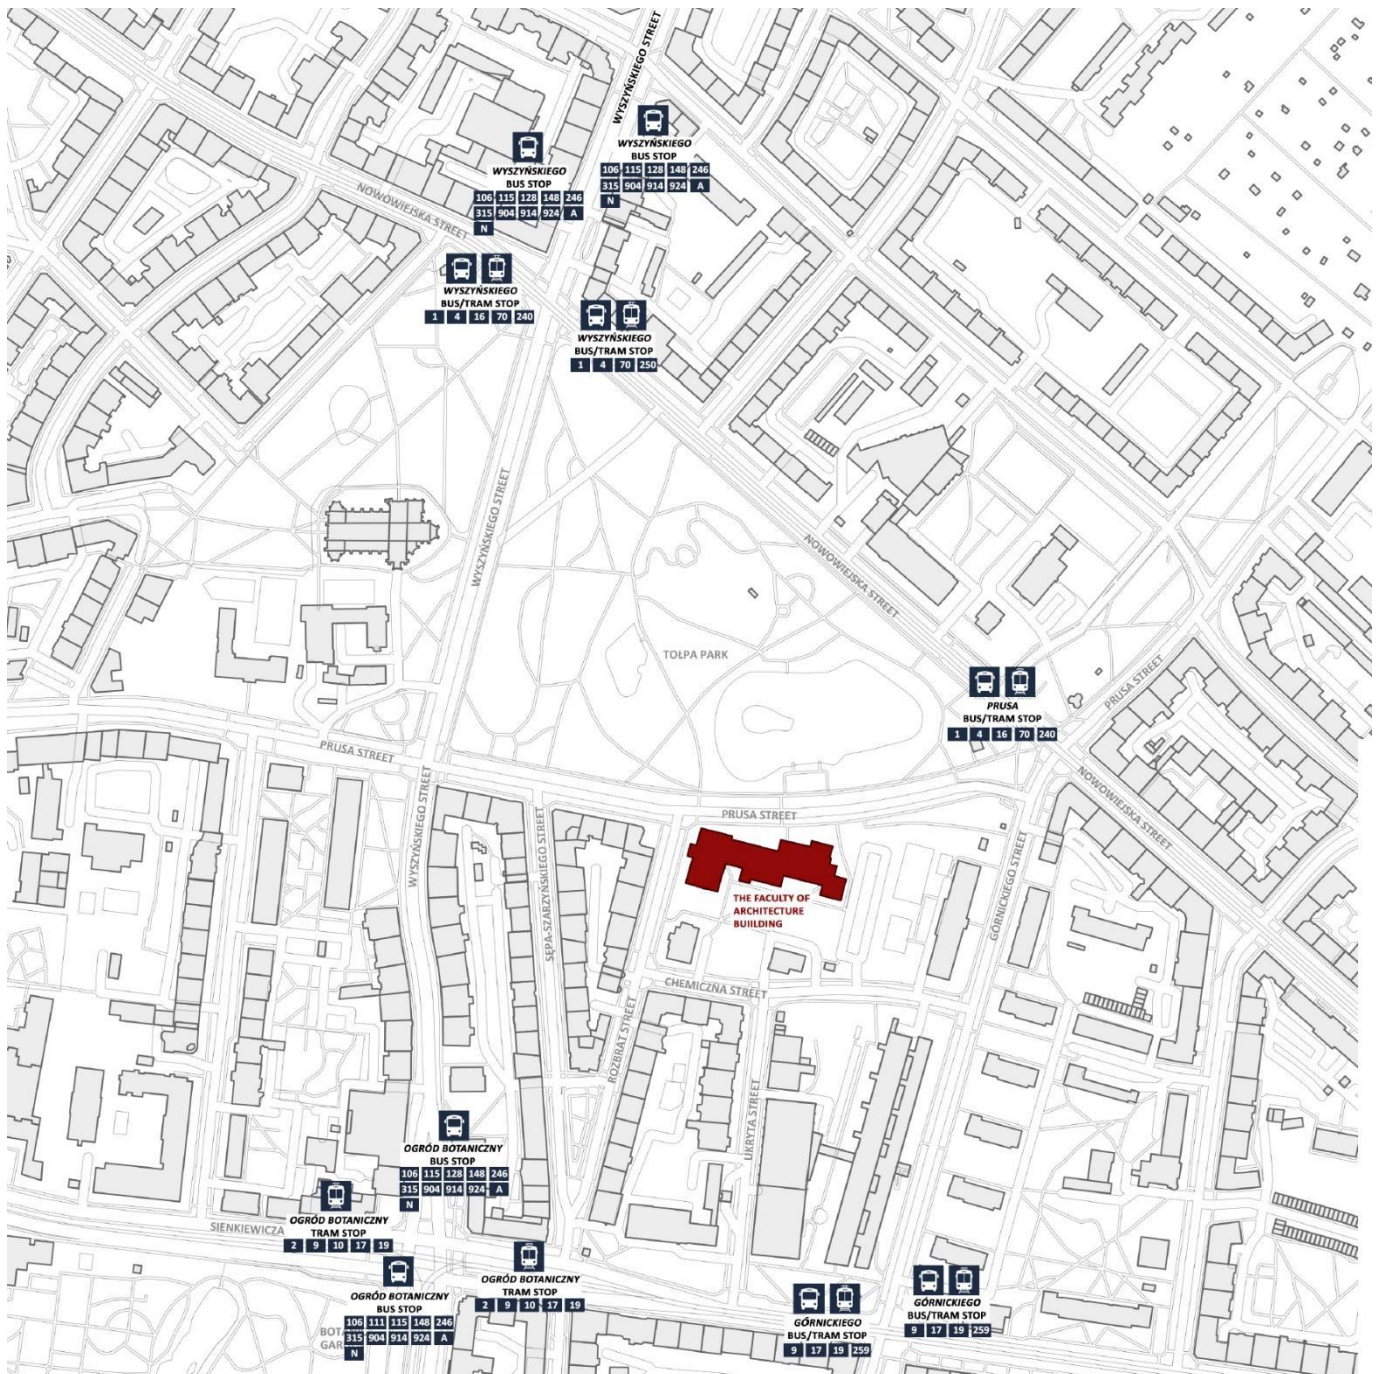 WYSZYŃSKIEGO STREET
WYSZYŃSKIEGO
BUS STOP
106 115 128 148 246
315 904 914 924 A
N
WYSZYŃSKIEGO
BUS STOP
106 115 128 148 246
315 904 914 924 A
N
NOWOWIEJSKA STREET
WYSZYŃSKIEGO
BUS/TRAM STOP
1 4 16 70 240
WYSZYŃSKIEGO
BUS/TRAM STOP
1 4 70 250
WYSZYŃSKIEGO STREET
NOWOWIEJSKA STREET
TOŁPA PARK
PRUSA STREET
PRUSA
BUS/TRAM STOP
1 4 16 70 240
PRUSA STREET
NOWOWIEJSKA STREET
WYSZYŃSKIEGO STREET
SĘPA-SZARZYŃSKIEGO STREET
PRUSA STREET
GÓRNICKIEGO STREET
THE FACULTY OF
ARCHITECTURE
BUIILDING
CHEMICZNA STREET
ROZBRAT STREET
UKRYTA STREET
OGRÓD BOTANICZNY
BUS STOP
106 115 128 148 246
315 904 914 924 A
N
SIENKIEWICZA
OGRÓD BOTANICZNY
TRAM STOP
2 9 10 17 19
OGRÓD BOTANICZNY
TRAM STOP
2 9 10 17 19
OGRÓD BOTANICZNY
BUS STOP
106 111 115 148 246
315 904 914 924 A
N
BOT
GAR
GÓRNICKIEGO
BUS/TRAM STOP
9 17 19 259
GÓRNICKIEGO
BUS/TRAM STOP
9 17 19 259